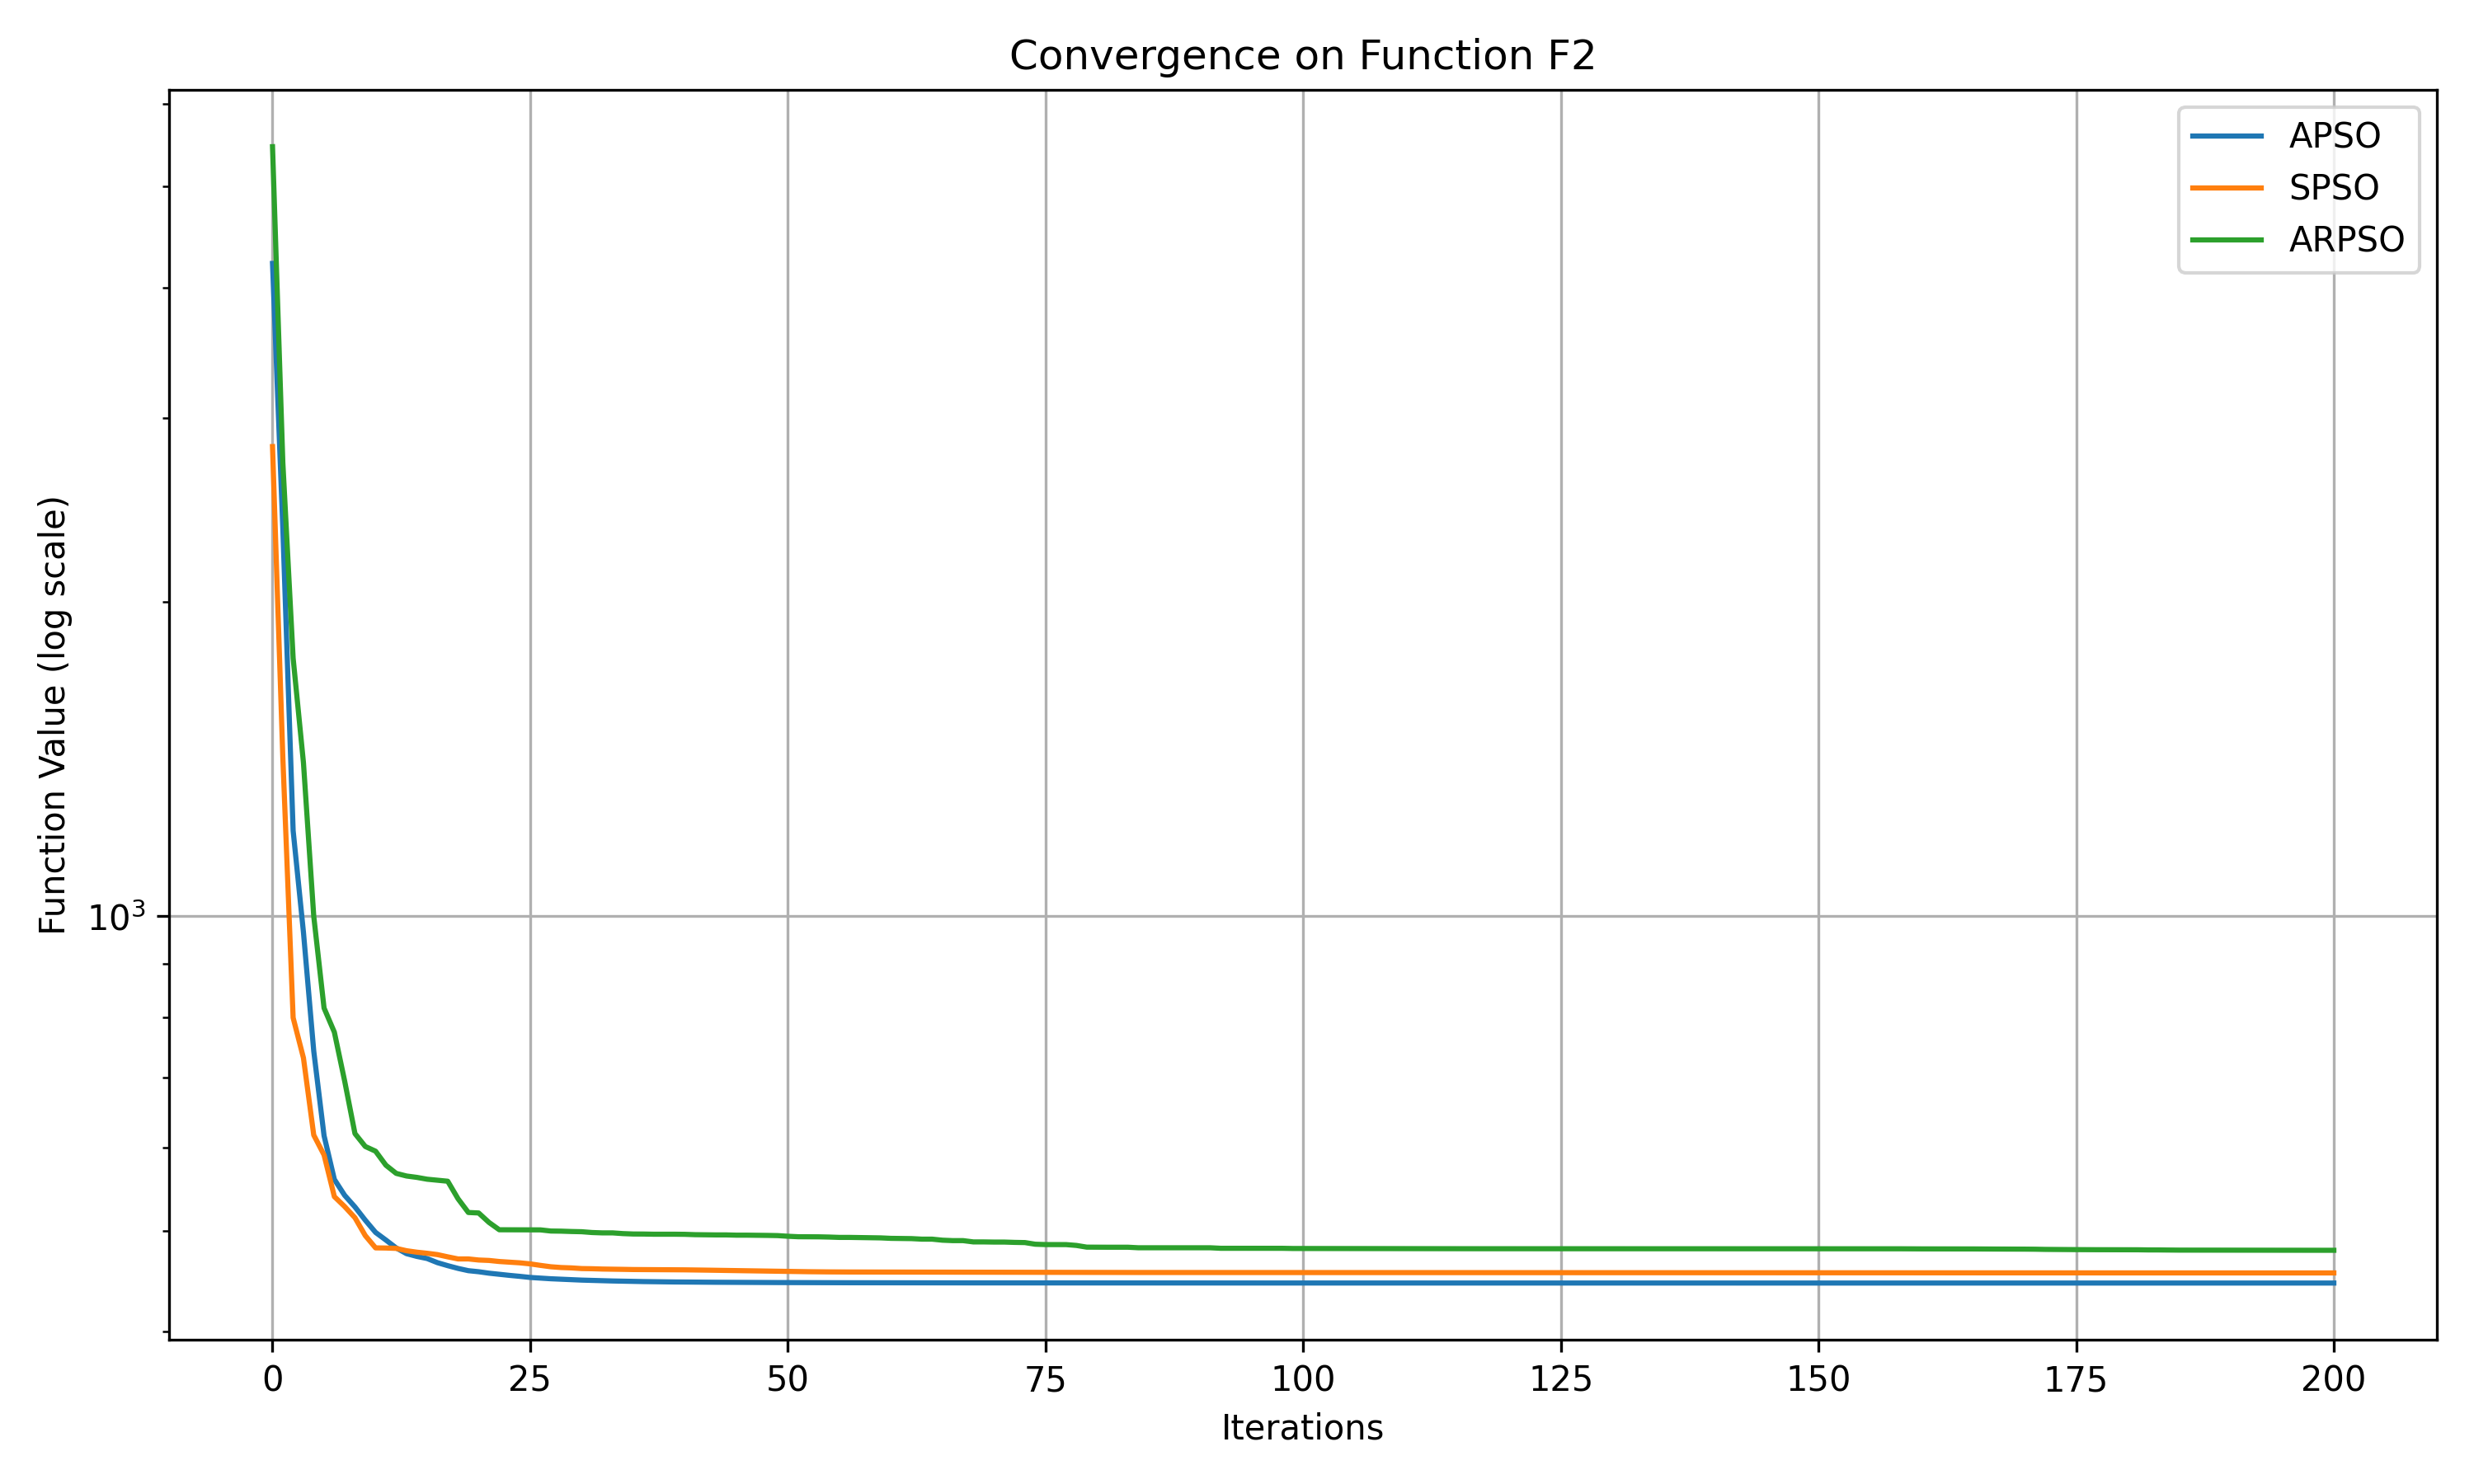 Convergence on Function F2
APSO
SPSO
ARPSO
Function Value (log scale)
10³
0 25 50 75 100 125 150 175 200
Iterations